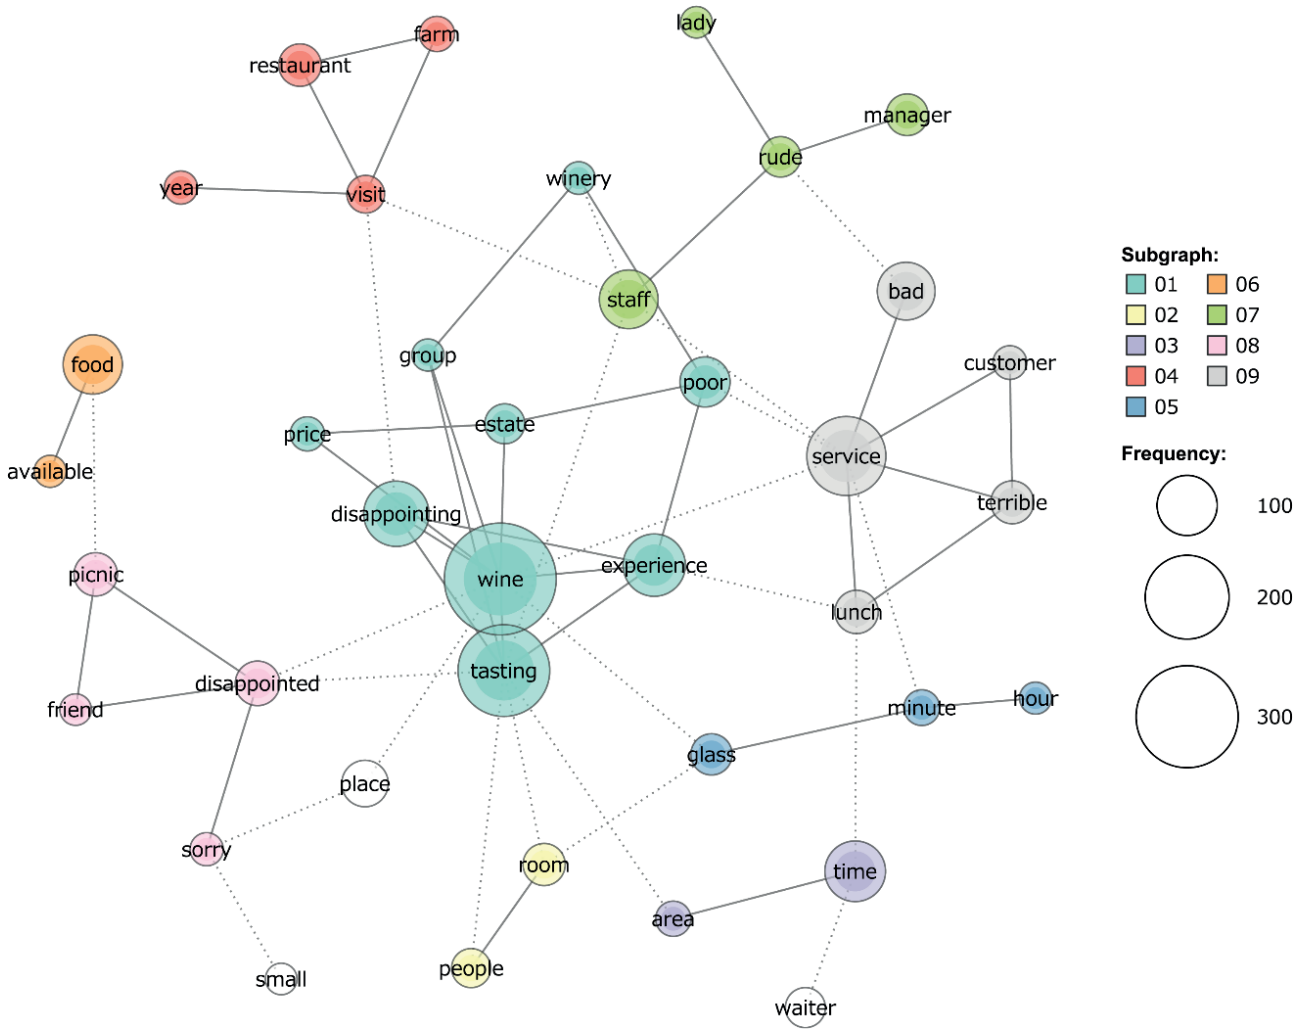 lady
farm
restaurant
manager
rude
winery
year
visit
Subgraph:
01 06
02 07
03 08
04 09
05
bad
staff
group
customer
food
poor
estate
price
Frequency:
service
available
100
terrible
disappointing
experience
wine
picnic
200
lunch
tasting
disappointed
hour
friend
minute
300
glass
place
sorry
room
time
area
people
small
waiter